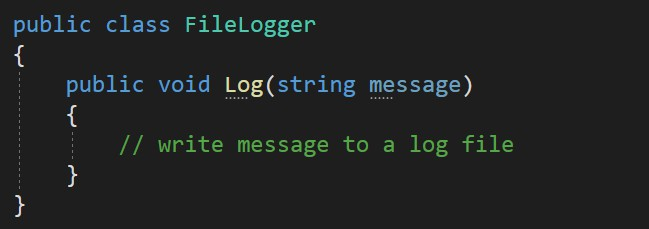 public class FileLogger
{
    public void Log(string message)
    {
        // write message to a log file
    }
}